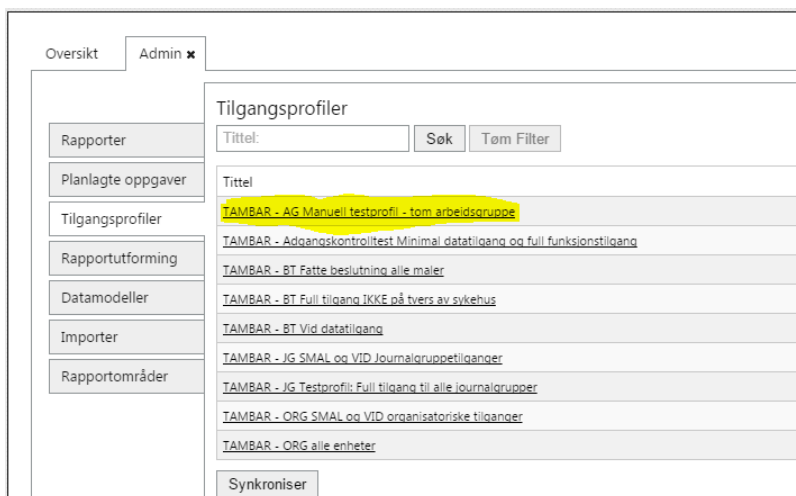 Oversikt
Admin ✖
Tilgangsprofiler
Tittel:
Søk
Tøm Filter
Rapporter
Planlagte oppgaver
Tilgangsprofiler
Rapportutforming
Datamodeller
Importer
Rapportområder
Tittel
TAMBAR - AG Manuell testprofil - tom arbeidsgruppe
TAMBAR - Adgangskontrolltest Minimal datatilgang og full funksjonstilgang
TAMBAR - BT Fatte beslutning alle maler
TAMBAR - BT Full tilgang IKKE på tvers av sykehus
TAMBAR - BT Vid datatilgang
TAMBAR - JG SMAL og VID Journalgruppetilganger
TAMBAR - JG Testprofil: Full tilgang til alle journalgrupper
TAMBAR - ORG SMAL og VID organisatoriske tilganger
TAMBAR - ORG alle enheter
Synkroniser